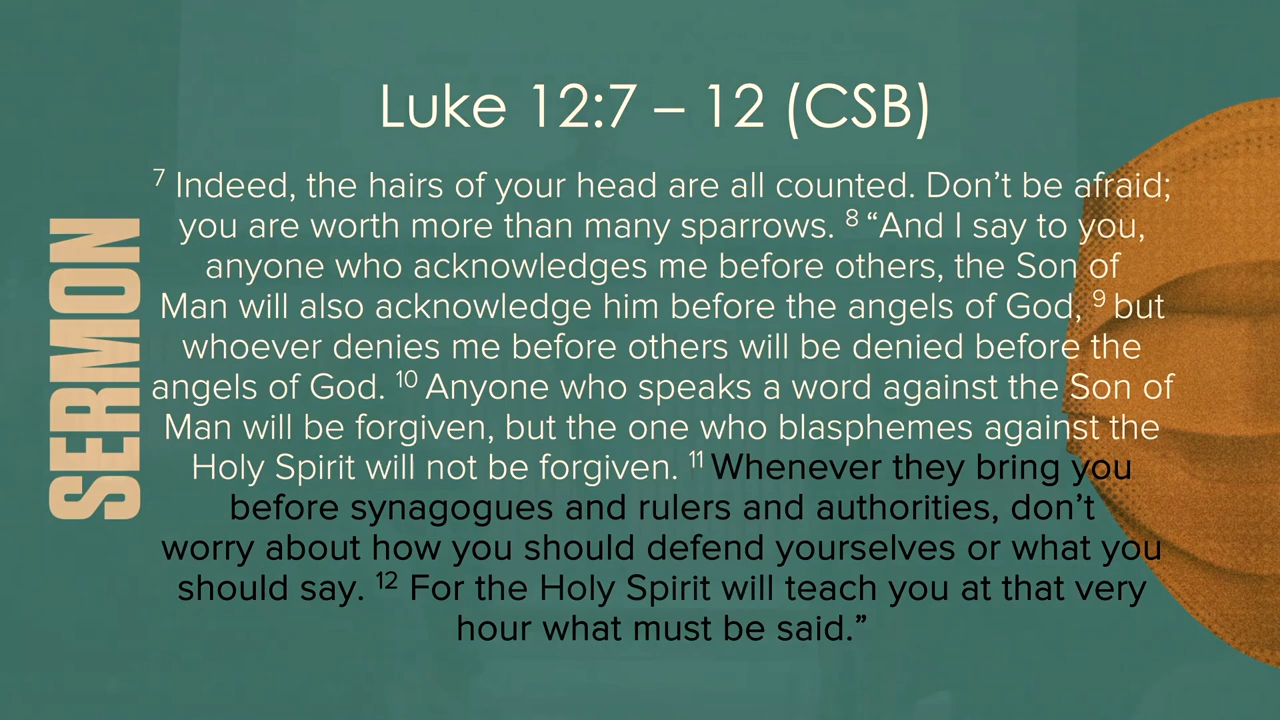 Luke 12:7 – 12 (CSB)
SERMON
⁷ Indeed, the hairs of your head are all counted. Don’t be afraid;
you are worth more than many sparrows. ⁸ “And I say to you,
anyone who acknowledges me before others, the Son of
Man will also acknowledge him before the angels of God, ⁹ but
whoever denies me before others will be denied before the
angels of God. ¹⁰ Anyone who speaks a word against the Son of
Man will be forgiven, but the one who blasphemes against the
Holy Spirit will not be forgiven. ¹¹ Whenever they bring you
before synagogues and rulers and authorities, don’t
worry about how you should defend yourselves or what you
should say. ¹² For the Holy Spirit will teach you at that very
hour what must be said.”